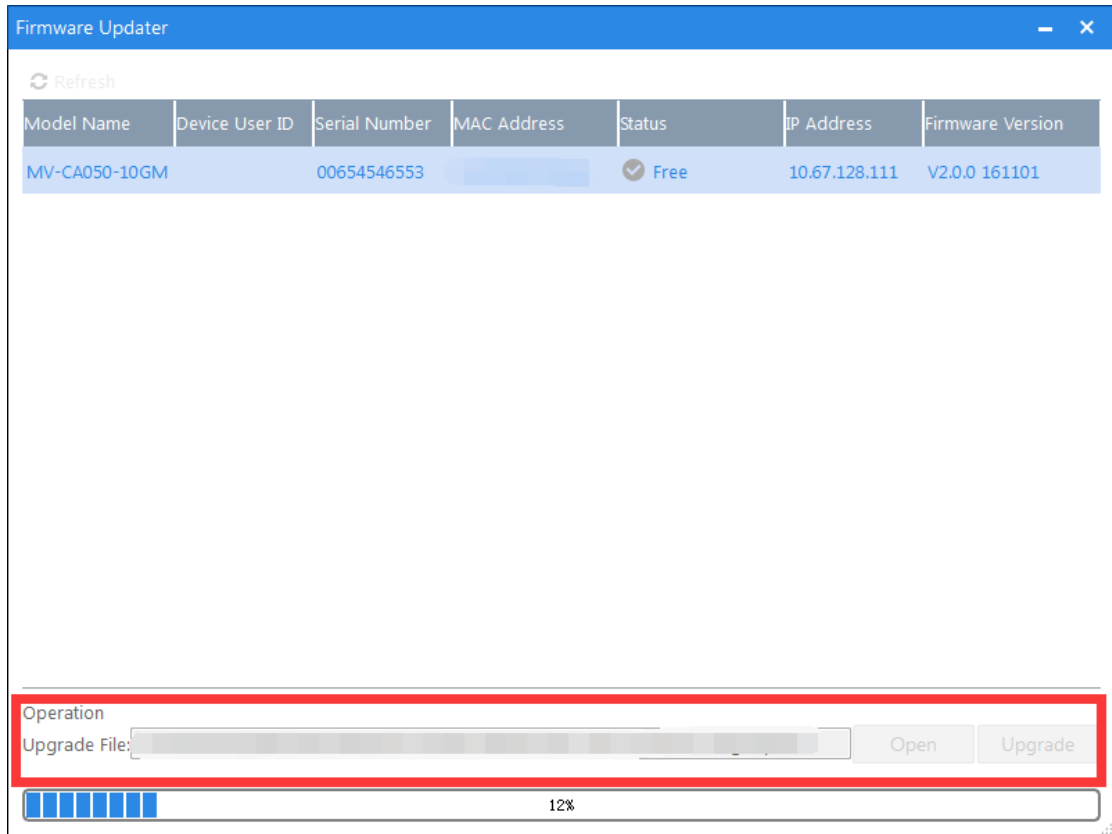 Firmware Updater
Refresh
Model Name Device User ID Serial Number MAC Address Status IP Address Firmware Version
MV-CA050-10GM 00654546553 Free 10.67.128.111 V2.0.0 161101
Operation
Upgrade File: Open Upgrade
12%